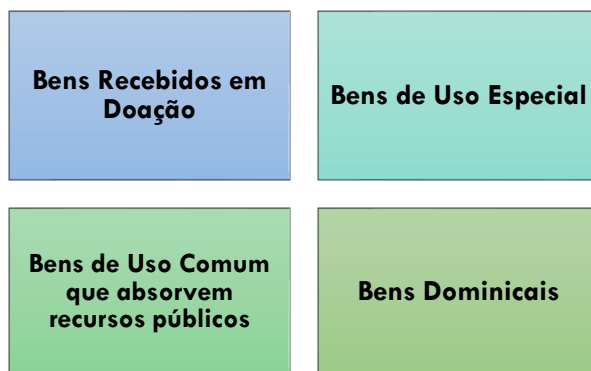 Bens Recebidos em
Doação
Bens de Uso Especial
Bens de Uso Comum
que absorvem
recursos públicos
Bens Dominicais